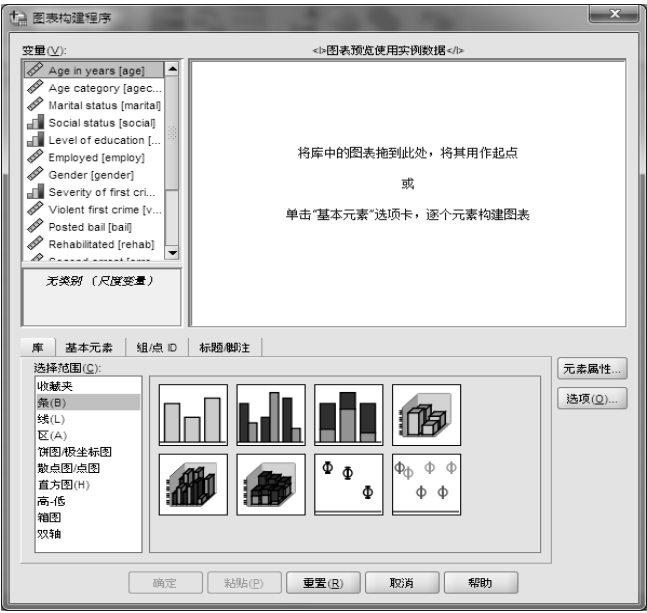 图表构建程序
变量(V):
<I>图表预览使用实例数据</I>
Age in years [age]
Age category [agec...
Marital status [marital]
Social status [social]
Level of education [...
Employed [employ]
Gender [gender]
Severity of first cri...
Violent first crime [v...
Posted bail [bail]
Rehabilitated [rehab]
无类别 (尺度变量)
将库中的图表拖到此处，将其用作起点
或
单击“基本元素”选项卡，逐个元素构建图表
库 基本元素 组/点 ID 标题/脚注
选择范围(C):
收藏夹
条(B)
线(L)
区(A)
饼图/极坐标图
散点图/点图
直方图(H)
高-低
箱图
双轴
元素属性...
选项(O)...
确定 粘贴(P) 重置(R) 取消 帮助